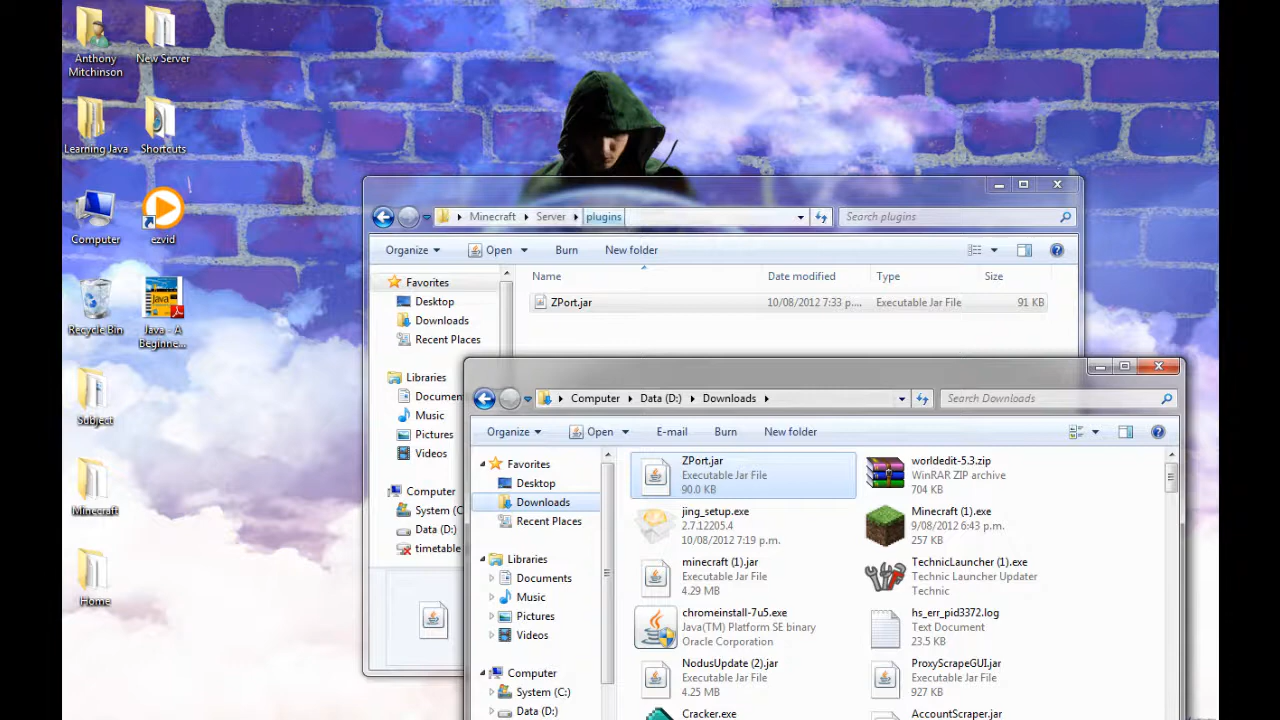 Anthony
Mitchinson
New Server
Learning Java
Shortcuts
Computer
ezvid
Recycle Bin
Java - A
Beginne...
Subject
Minecraft
Home
Minecraft
Server
plugins
Search plugins
Organize
Open
Burn
New folder
Name
Date modified
Type
Size
Favorites
Desktop
Downloads
Recent Places
ZPort.jar
10/08/2012 7:33 p....
Executable Jar File
91 KB
Libraries
Documen
Music
Pictures
Videos
Computer
System (C
Data (D:)
timetable
Computer
Data (D:)
Downloads
Search Downloads
Organize
Open
E-mail
Burn
New folder
Favorites
Desktop
Downloads
Recent Places
Libraries
Documents
Music
Pictures
Videos
Computer
System (C:)
Data (D:)
ZPort.jar
Executable Jar File
90.0 KB
worldedit-5.3.zip
WinRAR ZIP archive
704 KB
jing_setup.exe
2.7.12205.4
10/08/2012 7:19 p.m.
Minecraft (1).exe
9/08/2012 6:43 p.m.
257 KB
minecraft (1).jar
Executable Jar File
4.29 MB
TechnicLauncher (1).exe
Technic Launcher Updater
Technic
chromeinstall-7u5.exe
Java(TM) Platform SE binary
Oracle Corporation
hs_err_pid3372.log
Text Document
23.5 KB
NodusUpdate (2).jar
Executable Jar File
4.25 MB
ProxyScrapeGUI.jar
Executable Jar File
927 KB
Cracker.exe
AccountScraper.jar